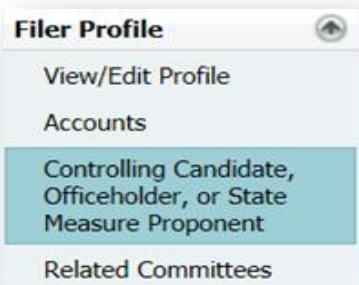 Filer Profile
View/Edit Profile
Accounts
Controlling Candidate,
Officeholder, or State
Measure Proponent
Related Committees